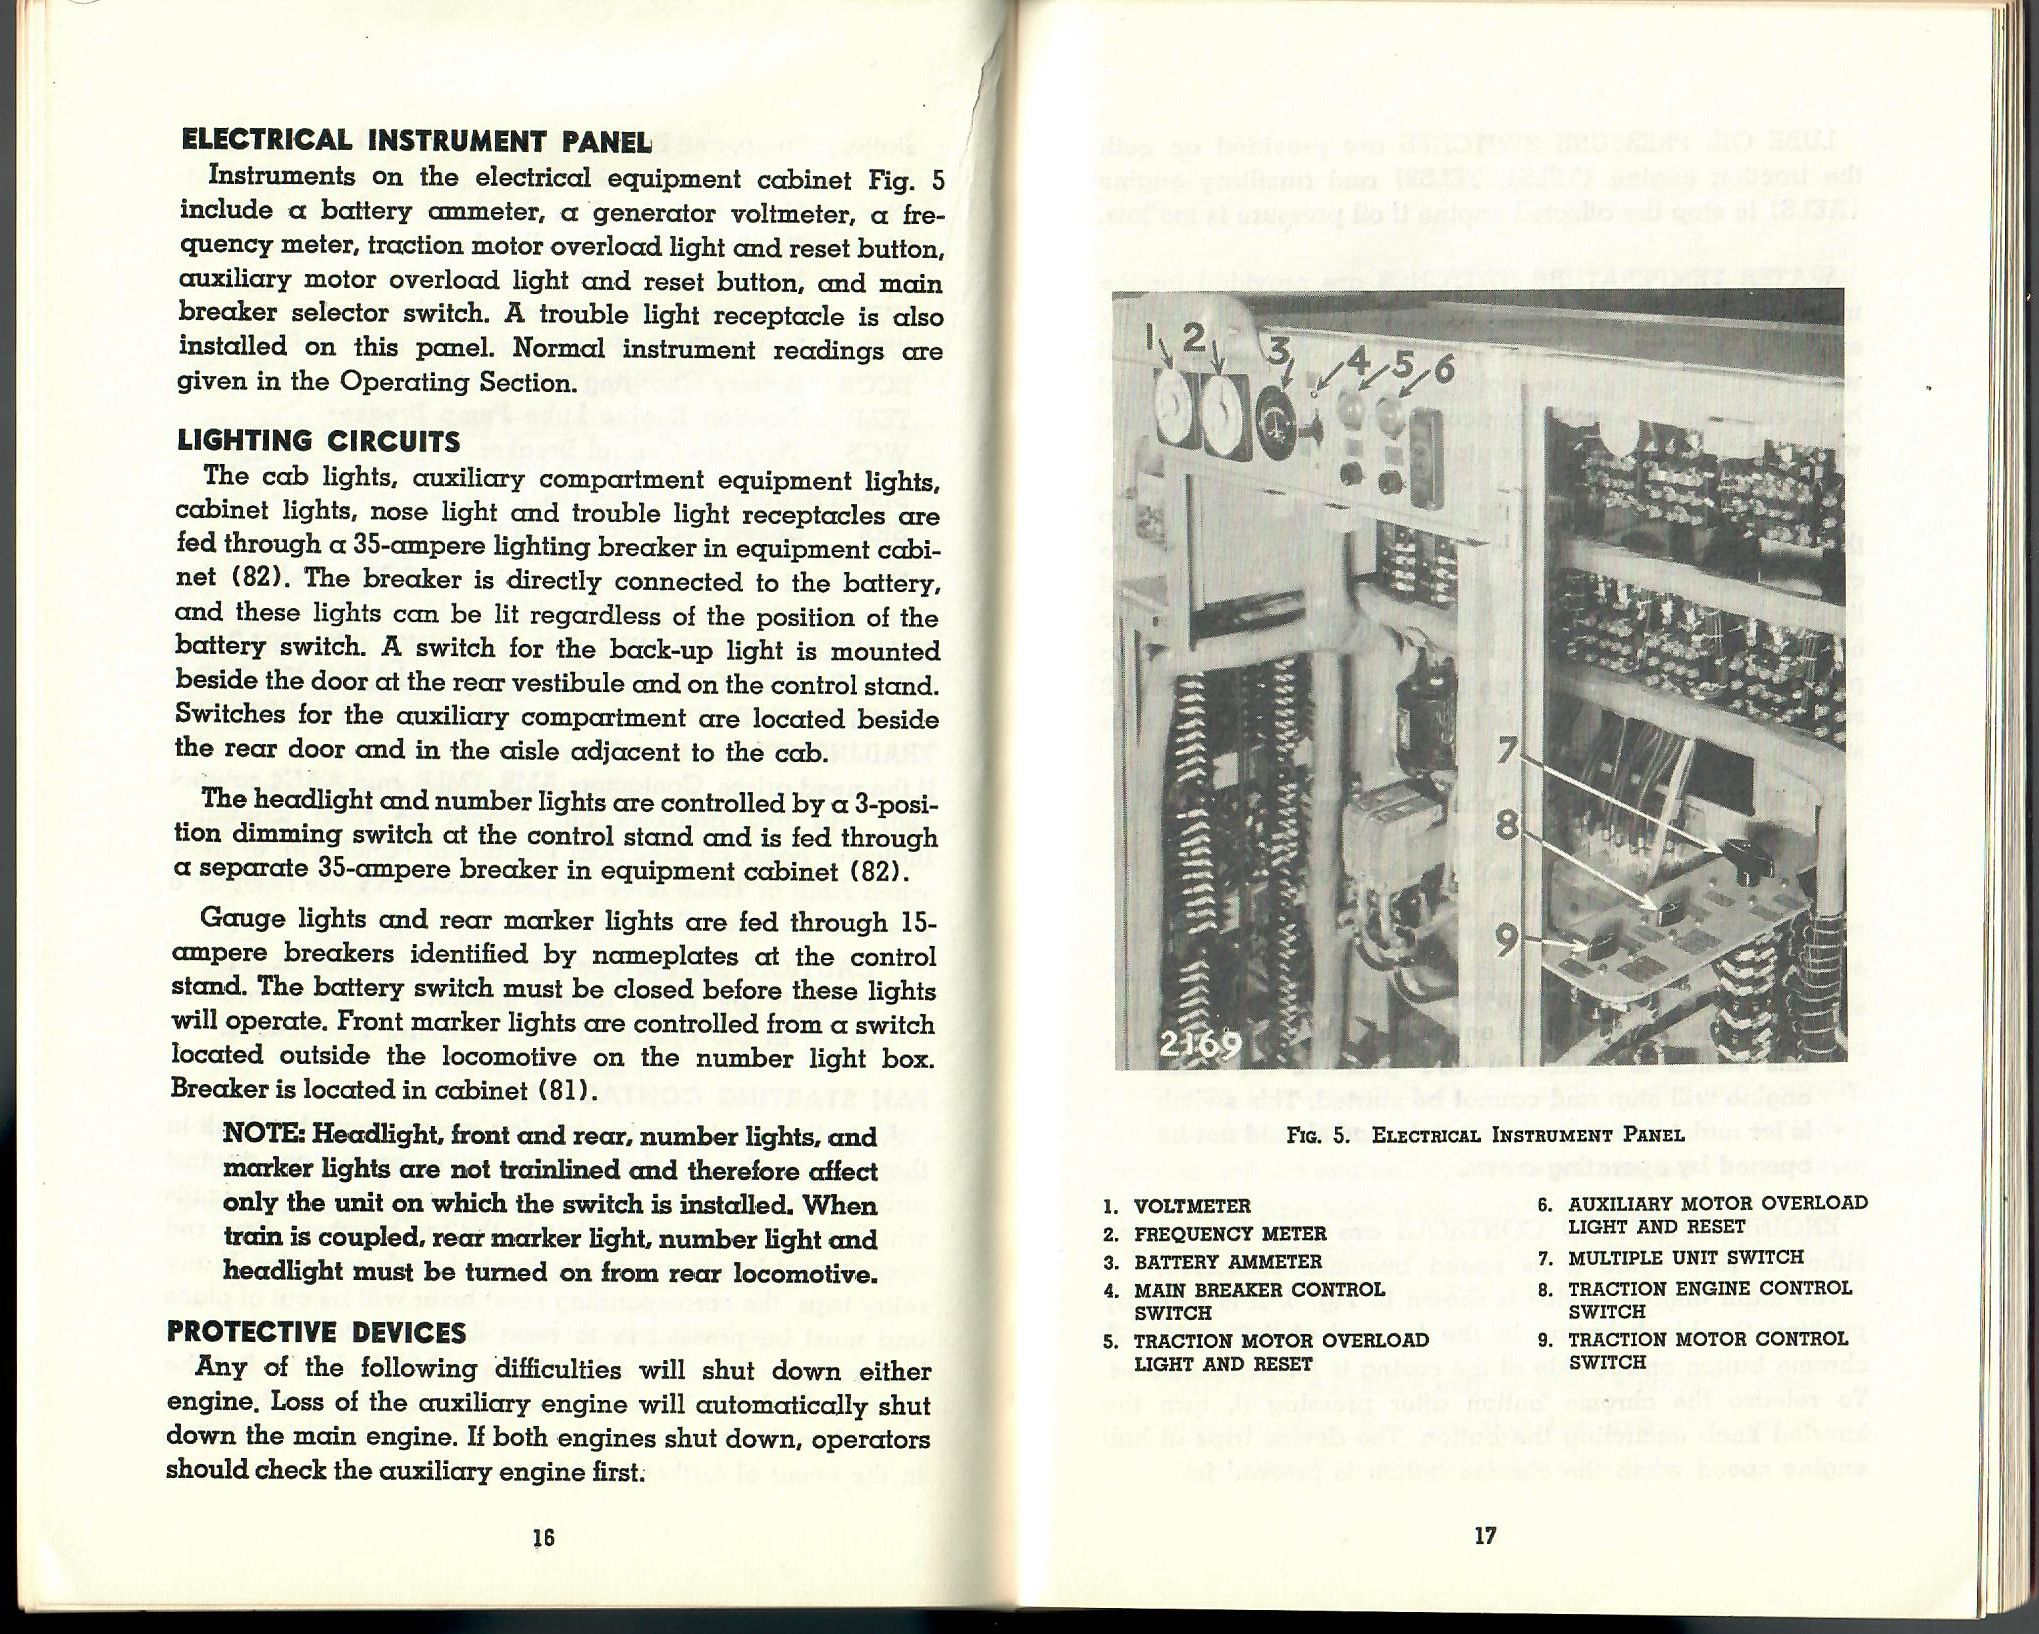 ELECTRICAL INSTRUMENT PANEL
Instruments on the electrical equipment cabinet Fig. 5
include a battery ammeter, a generator voltmeter, a fre-
quency meter, traction motor overload light and reset button,
auxiliary motor overload light and reset button, and main
breaker selector switch. A trouble light receptacle is also
installed on this panel. Normal instrument readings are
given in the Operating Section.
LIGHTING CIRCUITS
The cab lights, auxiliary compartment equipment lights,
cabinet lights, nose light and trouble light receptacles are
fed through a 35-ampere lighting breaker in equipment cabi-
net (82). The breaker is directly connected to the battery,
and these lights can be lit regardless of the position of the
battery switch. A switch for the back-up light is mounted
beside the door at the rear vestibule and on the control stand.
Switches for the auxiliary compartment are located beside
the rear door and in the aisle adjacent to the cab.
The headlight and number lights are controlled by a 3-posi-
tion dimming switch at the control stand and is fed through
a separate 35-ampere breaker in equipment cabinet (82).
Gauge lights and rear marker lights are fed through 15-
ampere breakers identified by nameplates at the control
stand. The battery switch must be closed before these lights
will operate. Front marker lights are controlled from a switch
located outside the locomotive on the number light box.
Breaker is located in cabinet (81).
NOTE: Headlight, front and rear, number lights, and
marker lights are not trainlined and therefore affect
only the unit on which the switch is installed. When
train is coupled, rear marker light, number light and
headlight must be turned on from rear locomotive.
PROTECTIVE DEVICES
Any of the following difficulties will shut down either
engine. Loss of the auxiliary engine will automatically shut
down the main engine. If both engines shut down, operators
should check the auxiliary engine first.
16
1 2 3 4 5 6
7
8
9
2169
FIG. 5. ELECTRICAL INSTRUMENT PANEL
1. VOLTMETER
2. FREQUENCY METER
3. BATTERY AMMETER
4. MAIN BREAKER CONTROL
SWITCH
5. TRACTION MOTOR OVERLOAD
LIGHT AND RESET
6. AUXILIARY MOTOR OVERLOAD
LIGHT AND RESET
7. MULTIPLE UNIT SWITCH
8. TRACTION ENGINE CONTROL
SWITCH
9. TRACTION MOTOR CONTROL
SWITCH
17